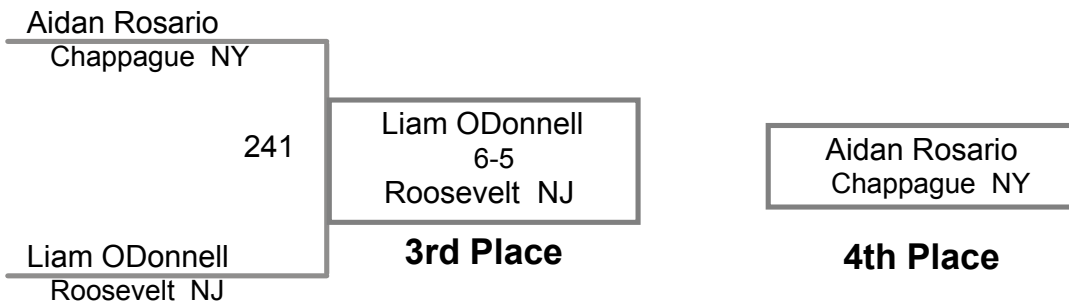 Aidan Rosario
Chappague NY
241
Liam ODonnell
Roosevelt NJ
Liam ODonnell
6-5
Roosevelt NJ
3rd Place
Aidan Rosario
Chappague NY
4th Place